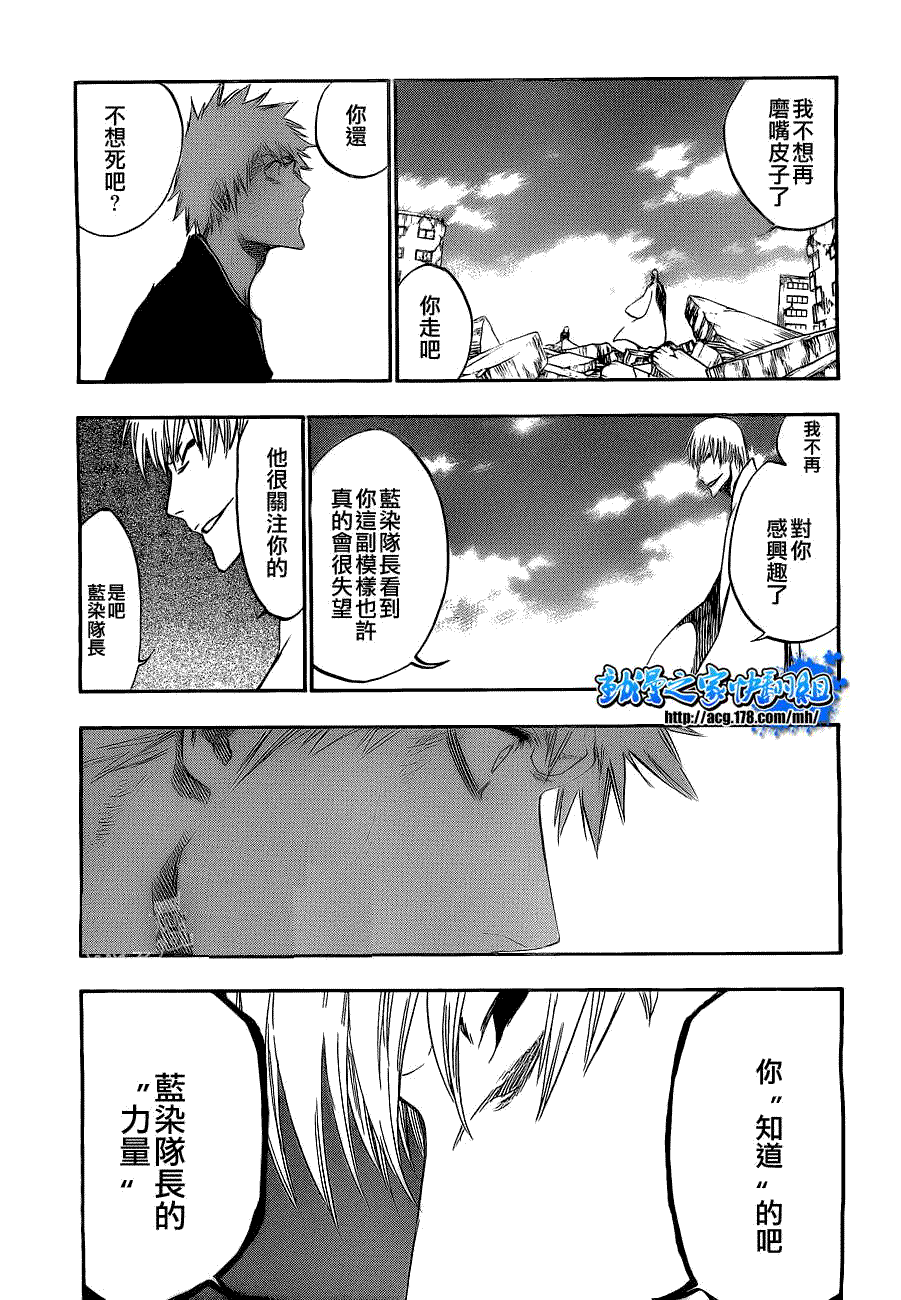 我不想再
磨嘴皮子了
你走吧
你還
不想死吧？
我不再
對你
感興趣了
藍染隊長看到
你這副模樣也許
真的會很失望
他很關注你的
是吧
藍染隊長
動漫之家快翻組
http://acg.178.com/mh/
你"知道"的吧
藍染隊長的
"力量"